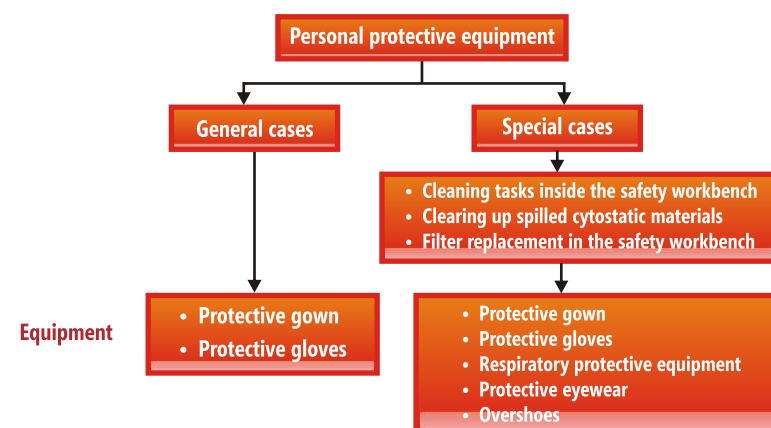 Personal protective equipment
General cases
Special cases
• Cleaning tasks inside the safety workbench
• Clearing up spilled cytostatic materials
• Filter replacement in the safety workbench
Equipment
• Protective gown
• Protective gloves
• Protective gown
• Protective gloves
• Respiratory protective equipment
• Protective eyewear
• Overshoes